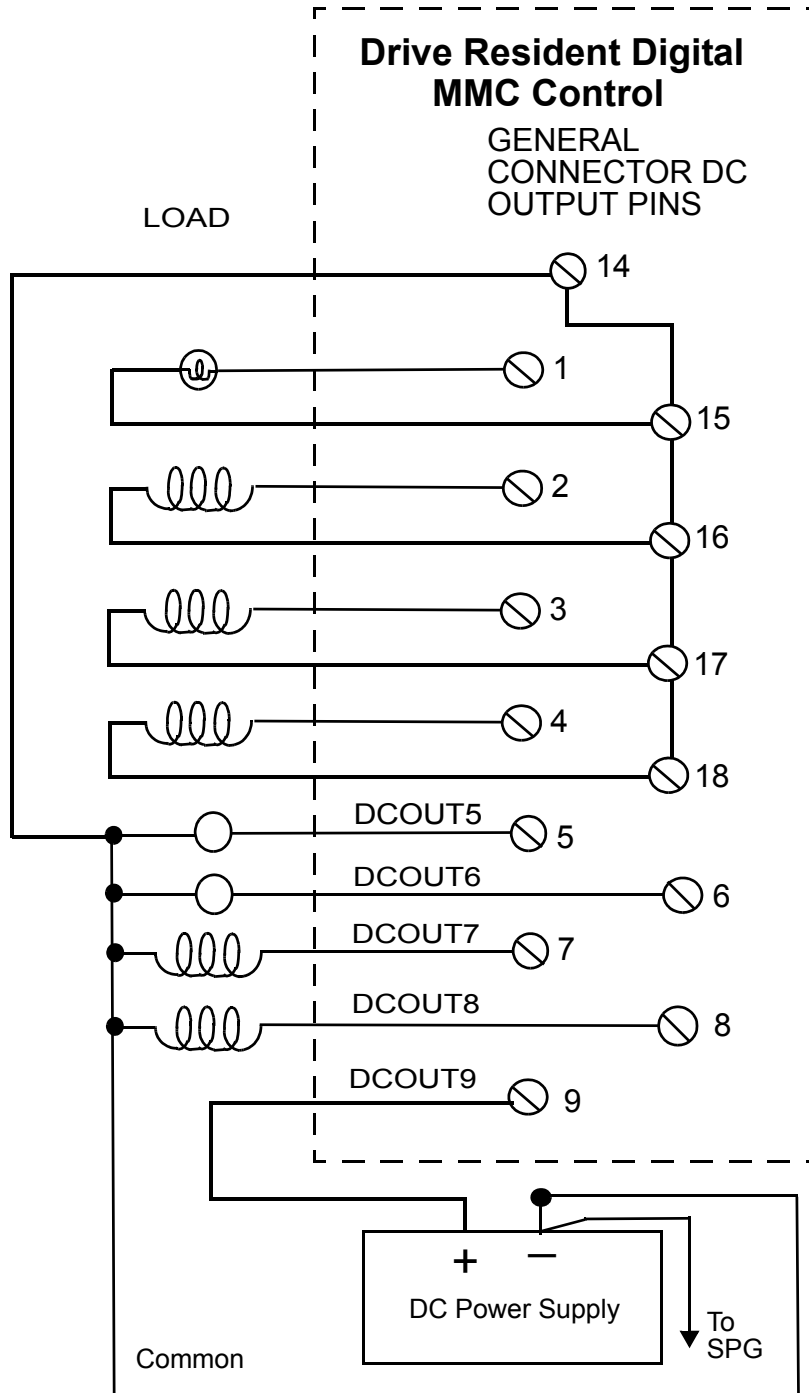 Drive Resident Digital
MMC Control
GENERAL
CONNECTOR DC
OUTPUT PINS
LOAD
14
1
15
2
16
3
17
4
18
DCOUT5
5
DCOUT6
6
DCOUT7
7
DCOUT8
8
DCOUT9
9
+ –
DC Power Supply
To
SPG
Common